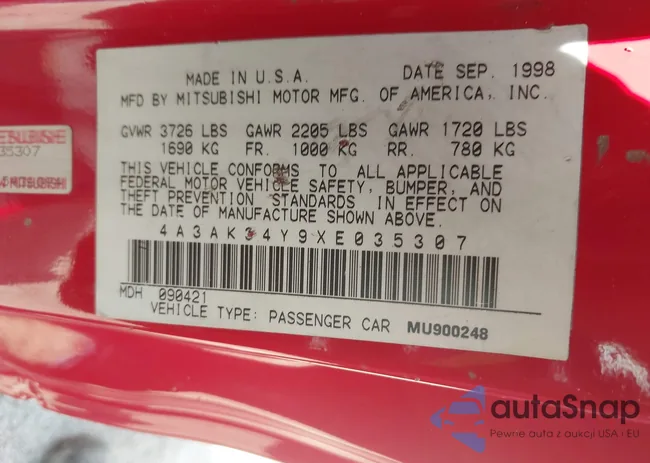 MADE IN U.S.A. DATE SEP. 1998
MFD BY MITSUBISHI MOTOR MFG. OF AMERICA, INC.
GVWR 3726 LBS GAWR 2205 LBS GAWR 1720 LBS
1690 KG FR. 1000 KG RR. 780 KG
THIS VEHICLE CONFORMS TO ALL APPLICABLE
FEDERAL MOTOR VEHICLE SAFETY, BUMPER, AND
THEFT PREVENTION STANDARDS IN EFFECT ON
THE DATE OF MANUFACTURE SHOWN ABOVE.
4A3AK34Y9XE035307
MDH 090421
VEHICLE TYPE: PASSENGER CAR MU900248
35307
MITSUBISHI
autaSnap
Pewne auta z aukcji USA i EU